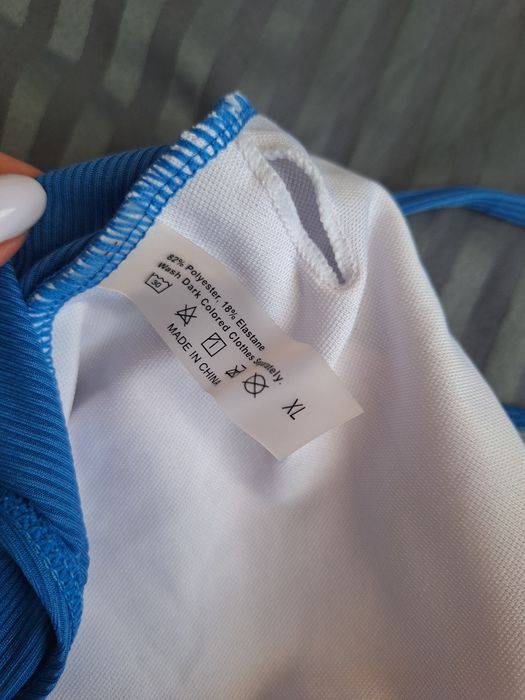 82% Polyester, 18% Elastane
Wash Dark Colored Clothes Separately.
30
MADE IN CHINA
XL